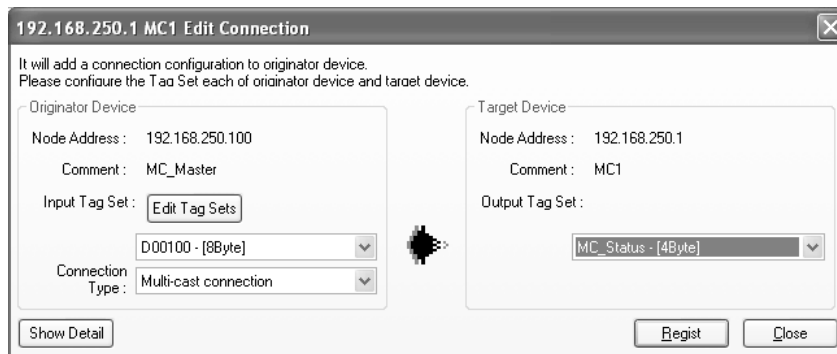 192.168.250.1 MC1 Edit Connection
It will add a connection configuration to originator device.
Please configure the Tag Set each of originator device and target device.
Originator Device
Node Address : 192.168.250.100
Comment : MC_Master
Input Tag Set : Edit Tag Sets
D00100 - [8Byte]
Connection Type : Multi-cast connection
Target Device
Node Address : 192.168.250.1
Comment : MC1
Output Tag Set :
MC_Status - [4Byte]
Show Detail
Regist
Close